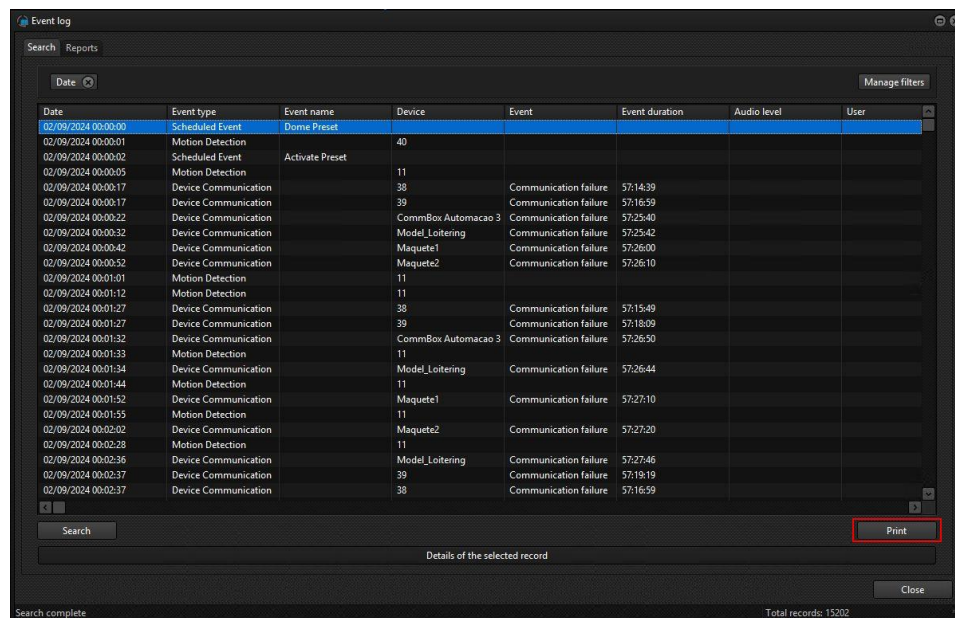 Event log
Search Reports
Date Manage filters
Date Event type Event name Device Event Event duration Audio level User
02/09/2024 00:00:00 Scheduled Event Dome Preset
02/09/2024 00:00:01 Motion Detection 40
02/09/2024 00:00:02 Scheduled Event Activate Preset
02/09/2024 00:00:05 Motion Detection 11
02/09/2024 00:00:17 Device Communication 38 Communication failure 57:14:39
02/09/2024 00:00:17 Device Communication 39 Communication failure 57:16:59
02/09/2024 00:00:22 Device Communication CommBox Automacao 3 Communication failure 57:25:40
02/09/2024 00:00:32 Device Communication Model_Loitering Communication failure 57:25:42
02/09/2024 00:00:42 Device Communication Maquete1 Communication failure 57:26:00
02/09/2024 00:00:52 Device Communication Maquete2 Communication failure 57:26:10
02/09/2024 00:01:01 Motion Detection 11
02/09/2024 00:01:12 Motion Detection 11
02/09/2024 00:01:27 Device Communication 38 Communication failure 57:15:49
02/09/2024 00:01:27 Device Communication 39 Communication failure 57:18:09
02/09/2024 00:01:32 Device Communication CommBox Automacao 3 Communication failure 57:26:50
02/09/2024 00:01:33 Motion Detection 11
02/09/2024 00:01:34 Device Communication Model_Loitering Communication failure 57:26:44
02/09/2024 00:01:44 Motion Detection 11
02/09/2024 00:01:52 Device Communication Maquete1 Communication failure 57:27:10
02/09/2024 00:01:55 Motion Detection 11
02/09/2024 00:02:02 Device Communication Maquete2 Communication failure 57:27:20
02/09/2024 00:02:28 Motion Detection 11
02/09/2024 00:02:36 Device Communication Model_Loitering Communication failure 57:27:46
02/09/2024 00:02:37 Device Communication 39 Communication failure 57:19:19
02/09/2024 00:02:37 Device Communication 38 Communication failure 57:16:59
Search Print
Details of the selected record
Close
Search complete Total records: 15202